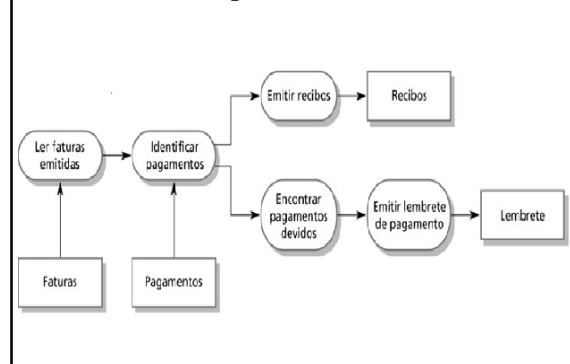 Emitir recibos
Recibos
Ler faturas
emitidas
Identificar
pagamentos
Encontrar
pagamentos
devidos
Emitir lembrete
de pagamento
Lembrete
Faturas
Pagamentos